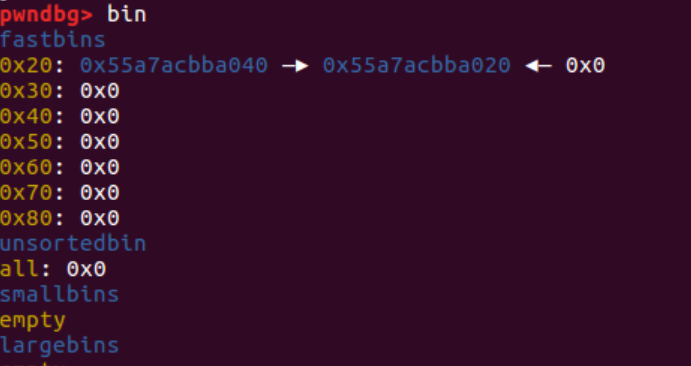 pwndbg> bin
fastbins
0x20: 0x55a7acbba040 —▸ 0x55a7acbba020 ◂— 0x0
0x30: 0x0
0x40: 0x0
0x50: 0x0
0x60: 0x0
0x70: 0x0
0x80: 0x0
unsortedbin
all: 0x0
smallbins
empty
largebins